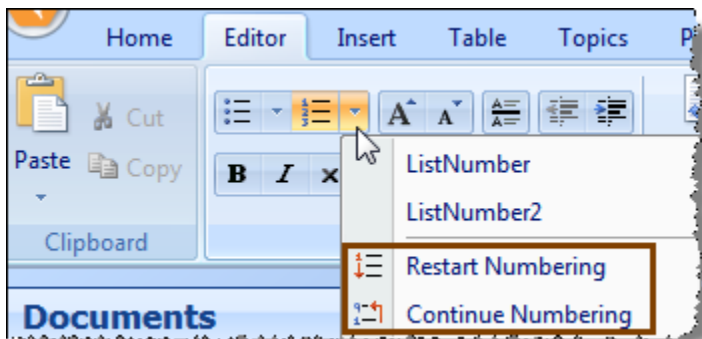 Home Editor Insert Table Topics
Cut
Paste Copy
Clipboard
B I
ListNumber
ListNumber2
Restart Numbering
Continue Numbering
Documents